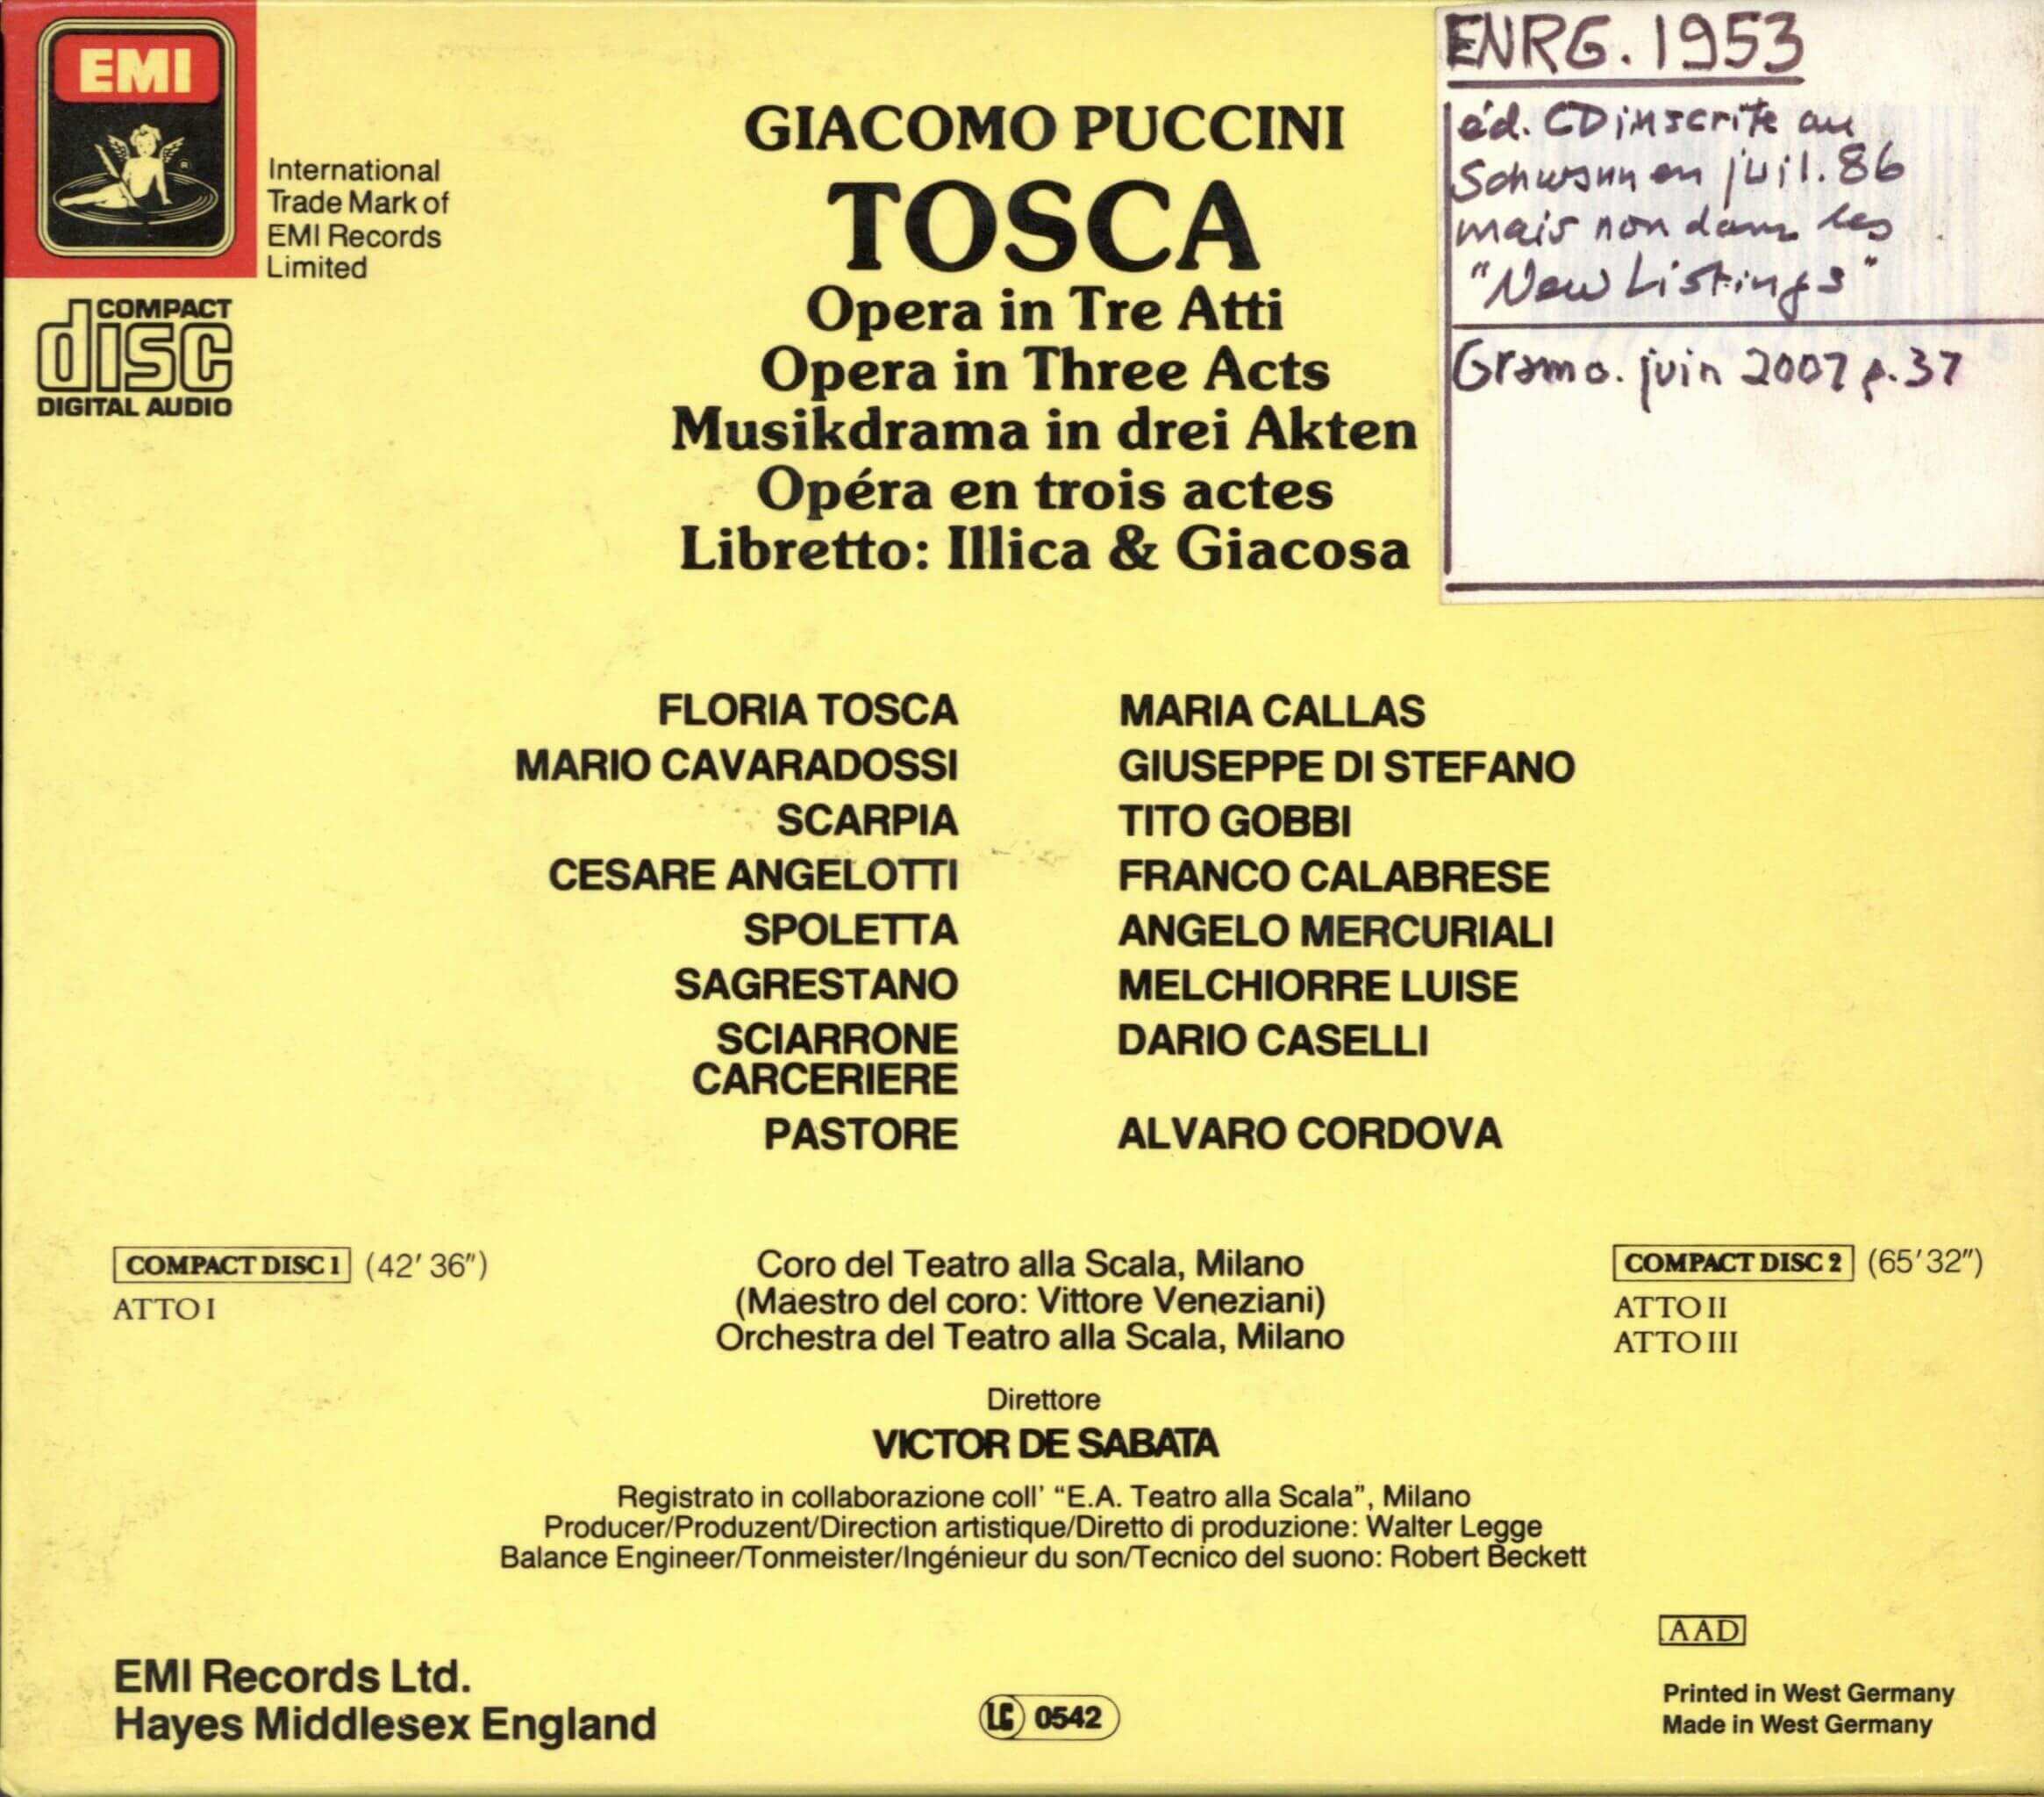 EMI
International
Trade Mark of
EMI Records
Limited
COMPACT
disc
DIGITAL AUDIO
GIACOMO PUCCINI
TOSCA
Opera in Tre Atti
Opera in Three Acts
Musikdrama in drei Akten
Opéra en trois actes
Libretto: Illica & Giacosa
ENRG. 1953
éd. CD inscrite au
Schwann en juil. 86
mais non dans les
"New Listings"
Gramo. juin 2007 p. 37
FLORIA TOSCA MARIA CALLAS
MARIO CAVARADOSSI GIUSEPPE DI STEFANO
SCARPIA TITO GOBBI
CESARE ANGELOTTI FRANCO CALABRESE
SPOLETTA ANGELO MERCURIALI
SAGRESTANO MELCHIORRE LUISE
SCIARRONE DARIO CASELLI
CARCERIERE
PASTORE ALVARO CORDOVA
COMPACT DISC 1 (42' 36")
ATTO I
Coro del Teatro alla Scala, Milano
(Maestro del coro: Vittore Veneziani)
Orchestra del Teatro alla Scala, Milano
COMPACT DISC 2 (65' 32")
ATTO II
ATTO III
Direttore
VICTOR DE SABATA
Registrato in collaborazione coll' “E.A. Teatro alla Scala”, Milano
Producer/Produzent/Direction artistique/Diretto di produzione: Walter Legge
Balance Engineer/Tonmeister/Ingénieur du son/Tecnico del suono: Robert Beckett
AAD
EMI Records Ltd.
Hayes Middlesex England
LC 0542
Printed in West Germany
Made in West Germany